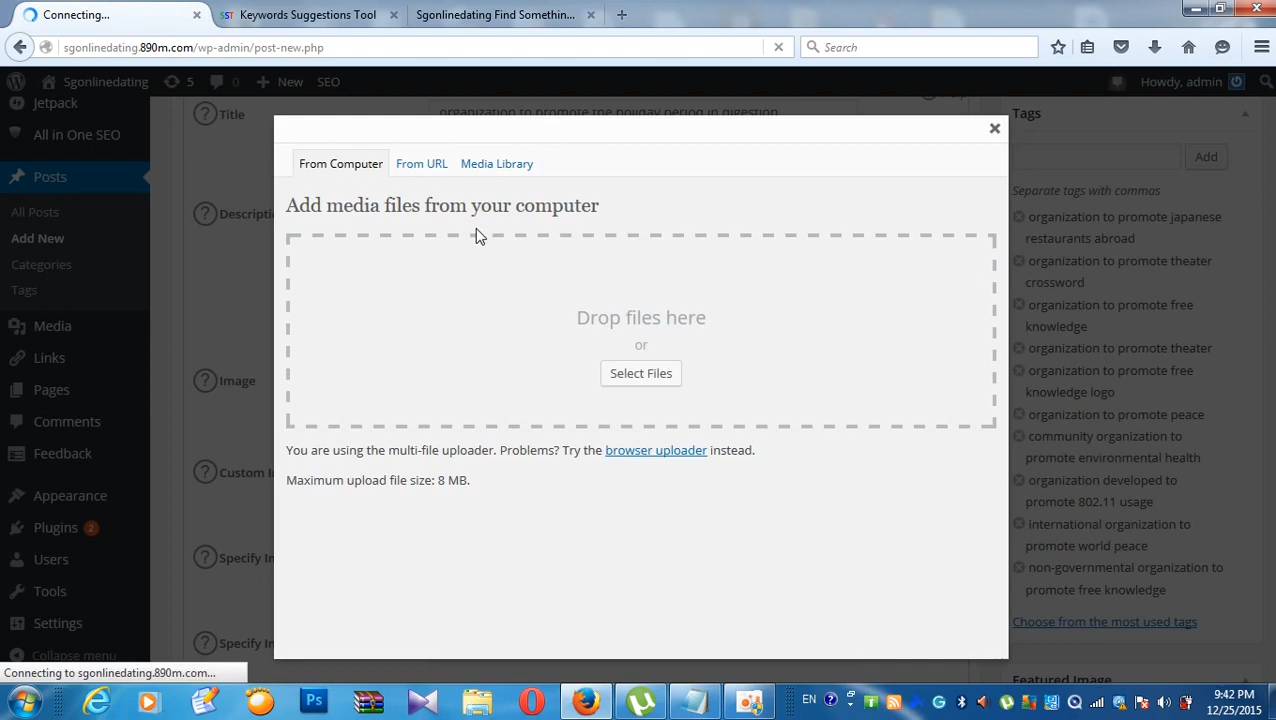 Connecting...
Keywords Suggestions Tool
Sgonlinedating Find Somethin...
sgonlinedating.890m.com/wp-admin/post-new.php
Search
Sgonlinedating
5
0
New
SEO
Howdy, admin
Jetpack
All in One SEO
Posts
All Posts
Add New
Categories
Tags
Media
Links
Pages
Comments
Feedback
Appearance
Plugins 2
Users
Tools
Settings
Collapse menu
Title
organization to promote the holiday period in digestion
Image
From Computer
From URL
Media Library
Add media files from your computer
Drop files here
or
Select Files
You are using the multi-file uploader. Problems? Try the browser uploader instead.
Maximum upload file size: 8 MB.
Tags
Add
Separate tags with commas
organization to promote japanese
restaurants abroad
organization to promote theater
crossword
organization to promote free
knowledge
organization to promote theater
organization to promote free
knowledge logo
organization to promote peace
community organization to
promote environmental health
organization developed to
promote 802.11 usage
international organization to
promote world peace
non-governmental organization to
promote free knowledge
Choose from the most used tags
Featured Image
Connecting to sgonlinedating.890m.com...
Ps
EN
9:42 PM
12/25/2015